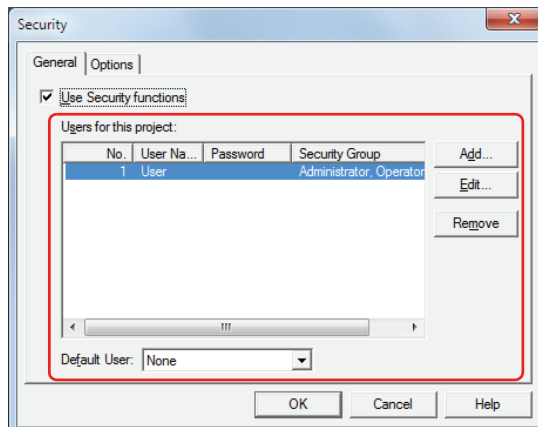 Security
General Options
Use Security functions
Users for this project:
No. User Na... Password Security Group
1 User Administrator, Operator
Add...
Edit...
Remove
Default User: None
OK Cancel Help